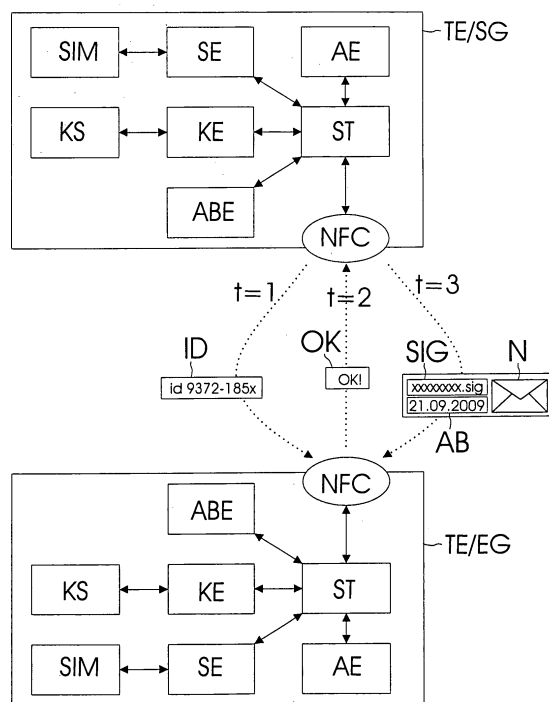 TE/SG
SIM SE AE
KS KE ST
ABE
NFC
t=1 t=2 t=3
ID OK SIG N
id 9372-185x OK! xxxxxxxx.sig
21.09.2009
AB
NFC
ABE
TE/EG
KS KE ST
SIM SE AE